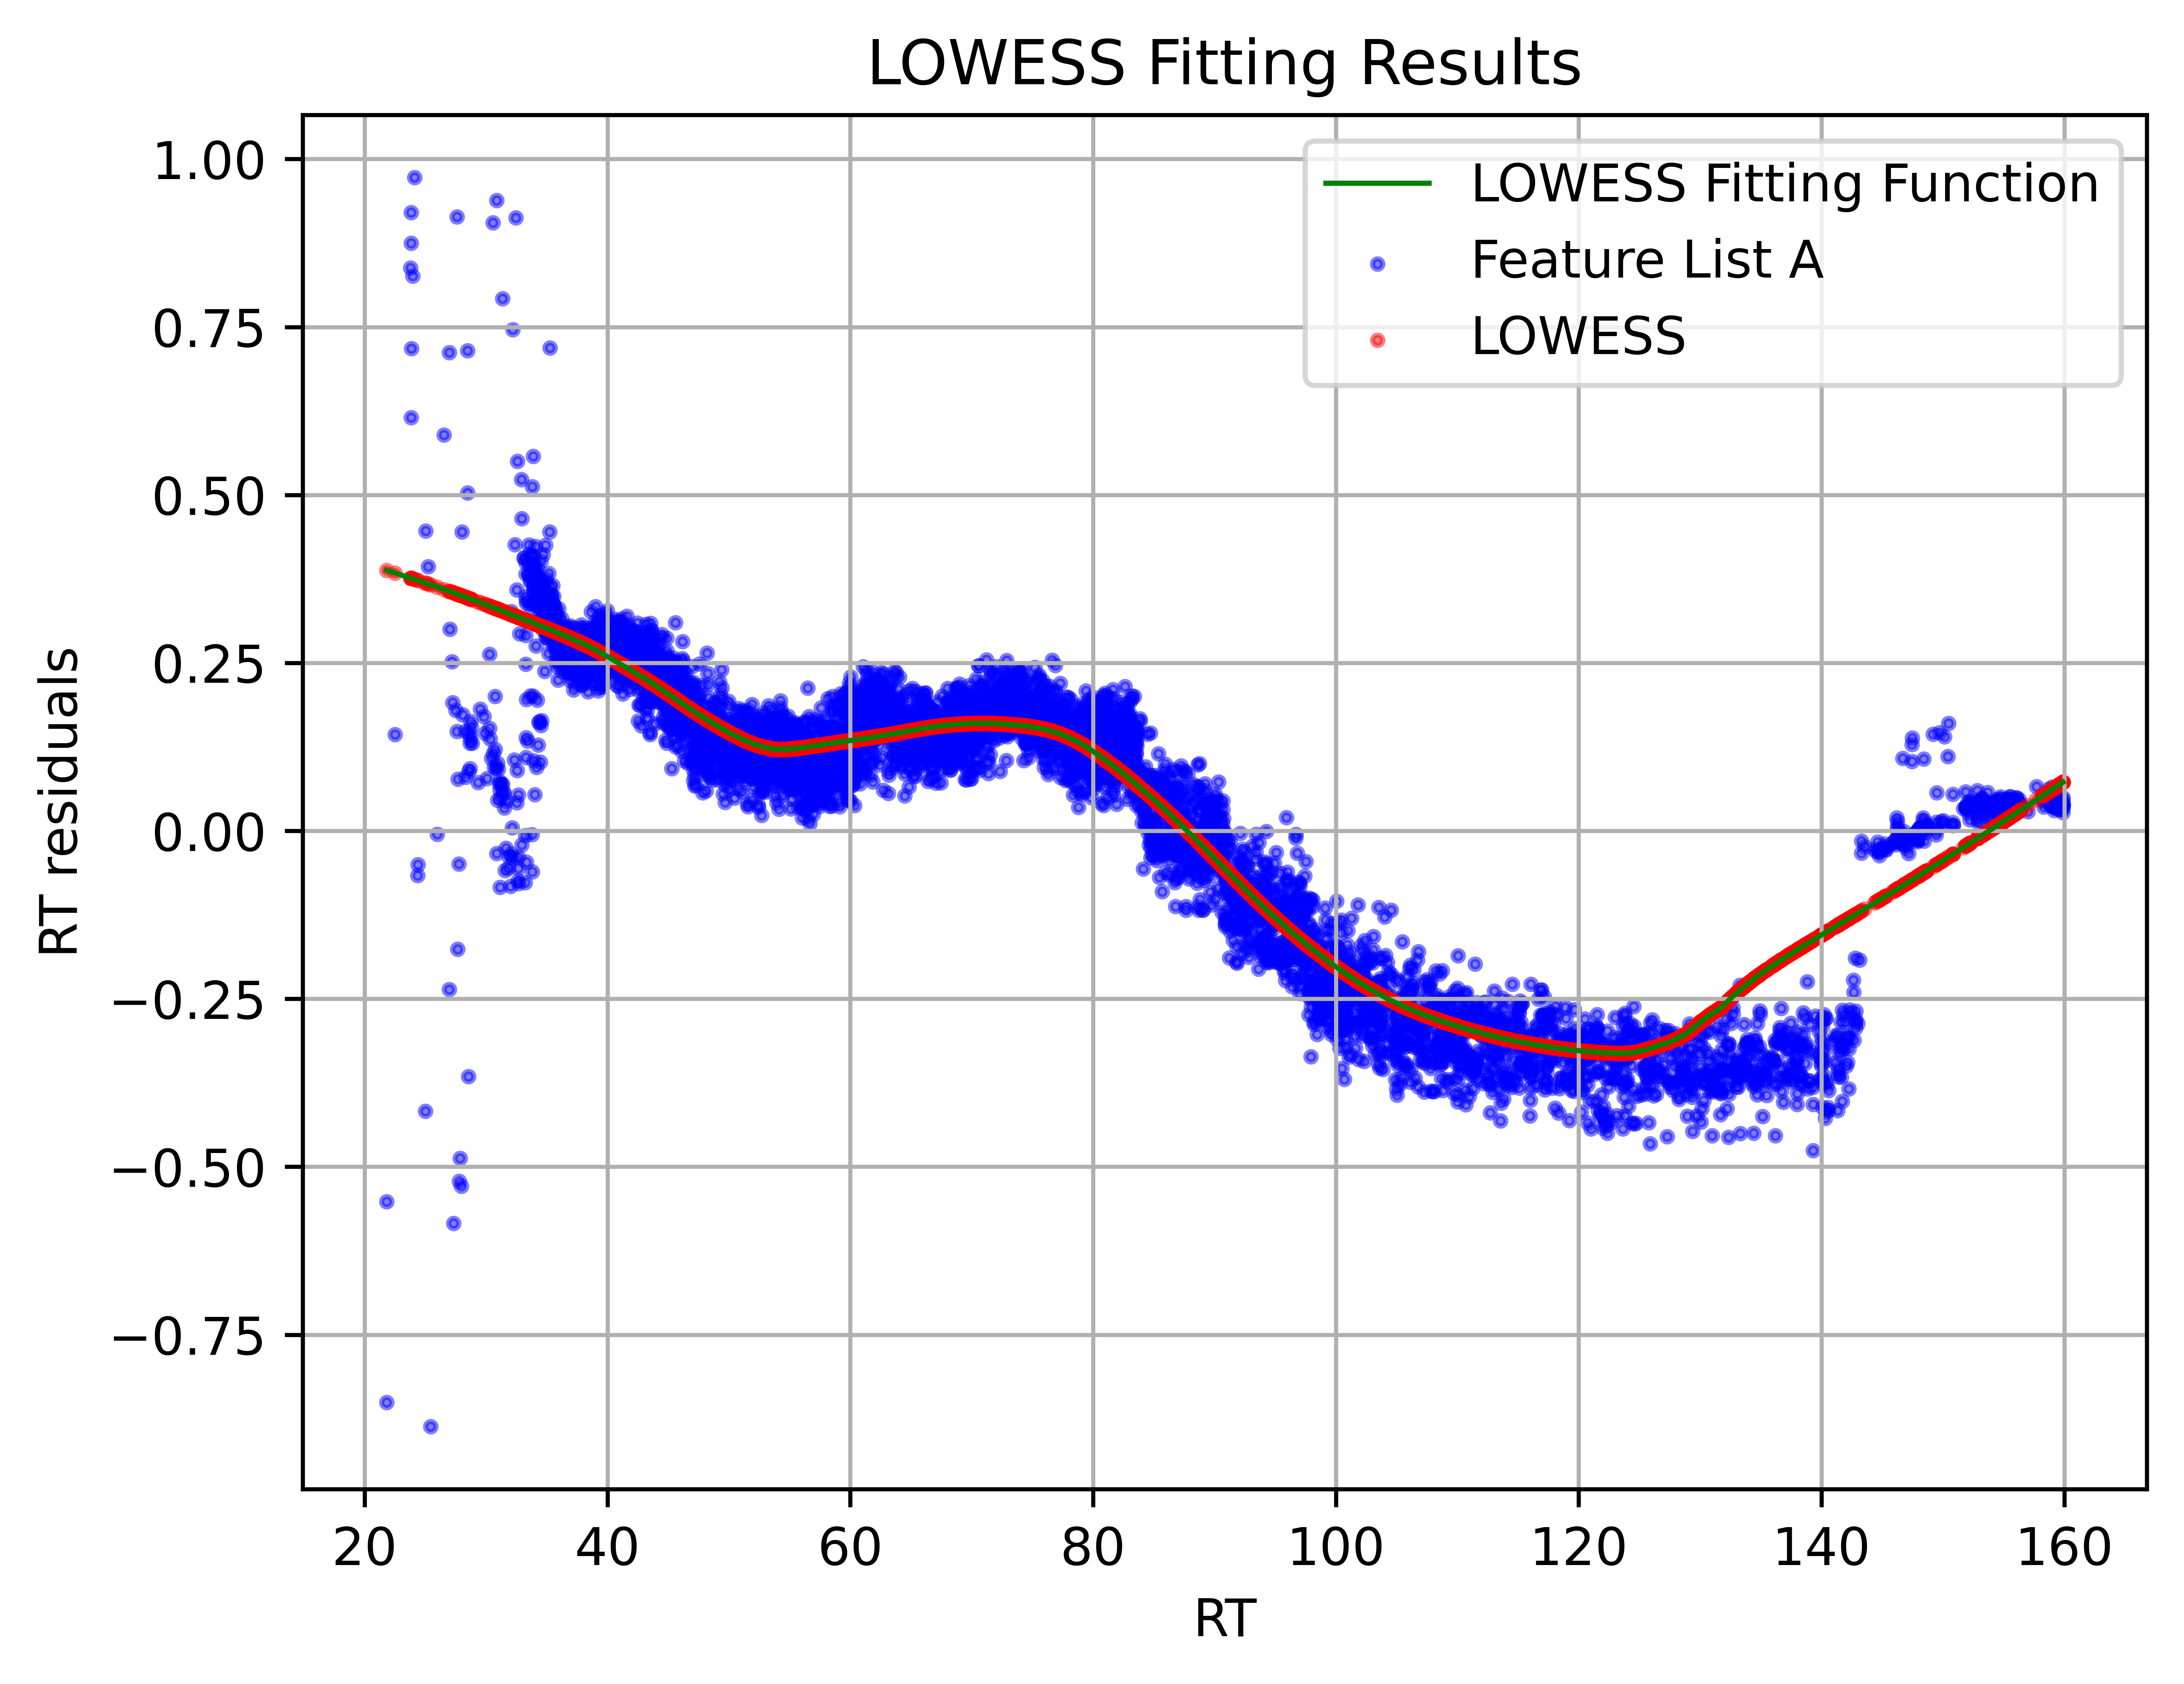 LOWESS Fitting Results
LOWESS Fitting Function
Feature List A
LOWESS
1.00
0.75
0.50
0.25
0.00
−0.25
−0.50
−0.75
RT residuals
20 40 60 80 100 120 140 160
RT